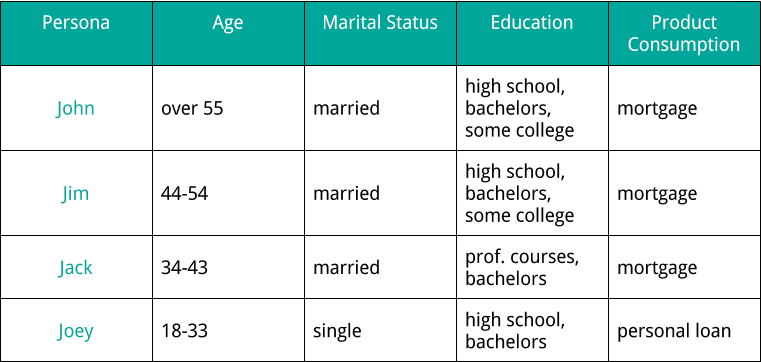 Persona Age Marital Status Education Product
Consumption
John over 55 married high school,
bachelors,
some college mortgage
Jim 44-54 married high school,
bachelors,
some college mortgage
Jack 34-43 married prof. courses,
bachelors mortgage
Joey 18-33 single high school,
bachelors personal loan